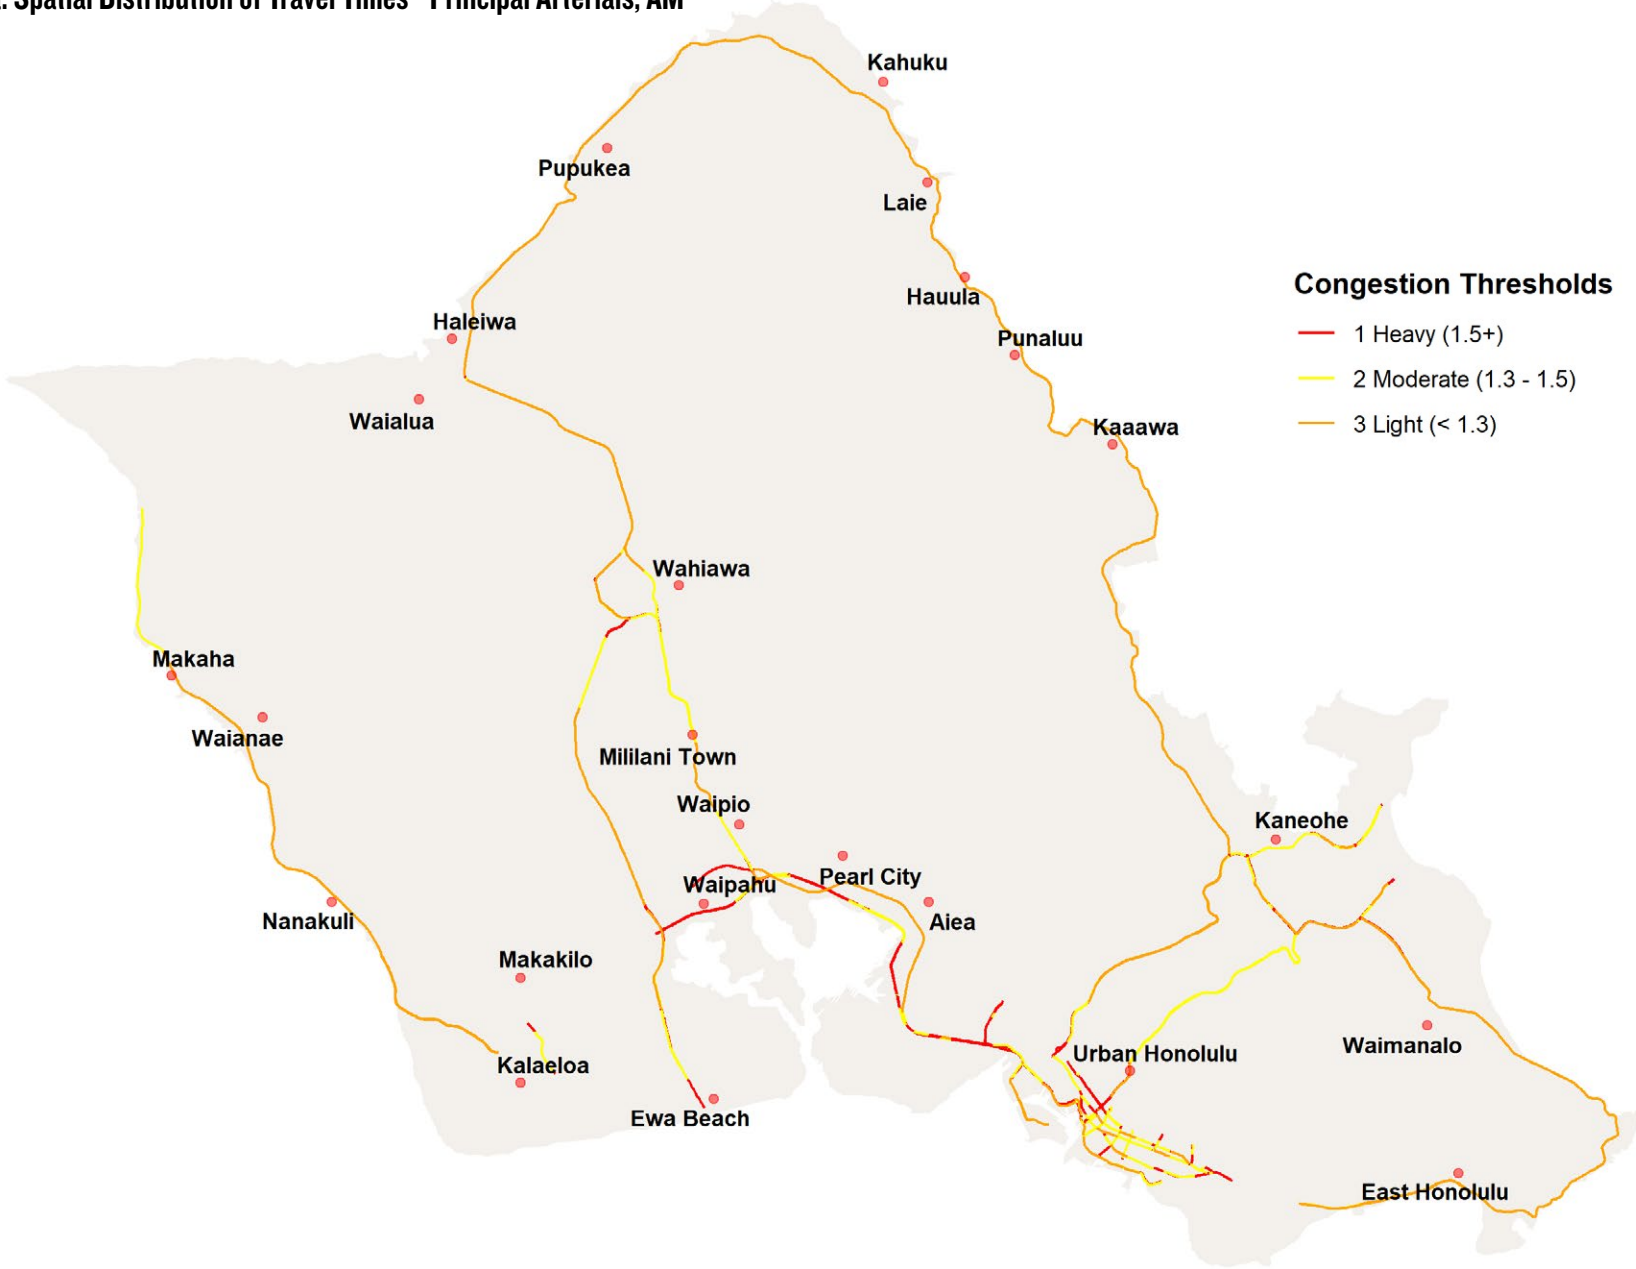 : Spatial Distribution of Travel Times - Principal Arterials, AM
Kahuku
Pupukea
Laie
Hauula
Haleiwa
Punaluu
Waialua
Kaaawa
Congestion Thresholds
1 Heavy (1.5+)
2 Moderate (1.3 - 1.5)
3 Light (< 1.3)
Wahiawa
Makaha
Waianae
Mililani Town
Waipio
Kaneohe
Pearl City
Waipahu
Nanakuli
Aiea
Makakilo
Waimanalo
Urban Honolulu
Kalaeloa
Ewa Beach
East Honolulu